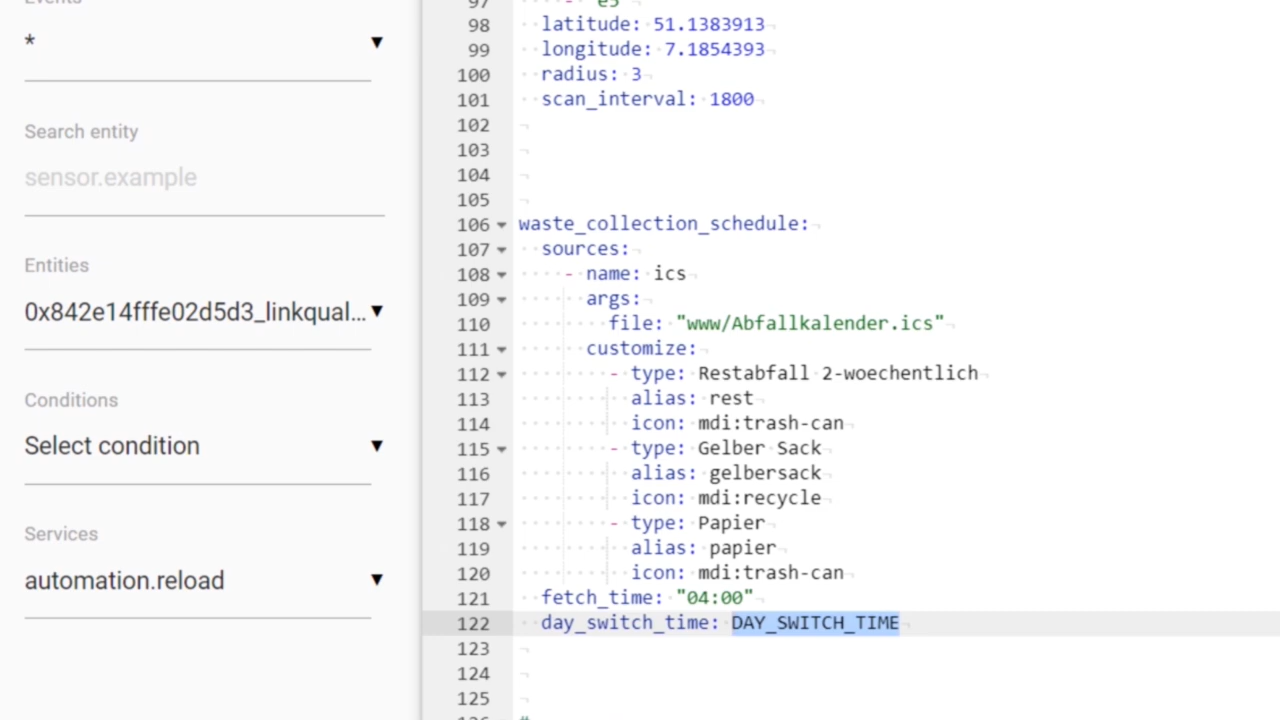 Events
*
Search entity
sensor.example
Entities
0x842e14fffe02d5d3_linkqual...
Conditions
Select condition
Services
automation.reload
97 - e5
98 latitude: 51.1383913
99 longitude: 7.1854393
100 radius: 3
101 scan_interval: 1800
102
103
104
105
106 waste_collection_schedule:
107 sources:
108 - name: ics
109 args:
110 file: "www/Abfallkalender.ics"
111 customize:
112 - type: Restabfall 2-woechentlich
113 alias: rest
114 icon: mdi:trash-can
115 - type: Gelber Sack
116 alias: gelbersack
117 icon: mdi:recycle
118 - type: Papier
119 alias: papier
120 icon: mdi:trash-can
121 fetch_time: "04:00"
122 day_switch_time: DAY_SWITCH_TIME
123
124
125
126 #